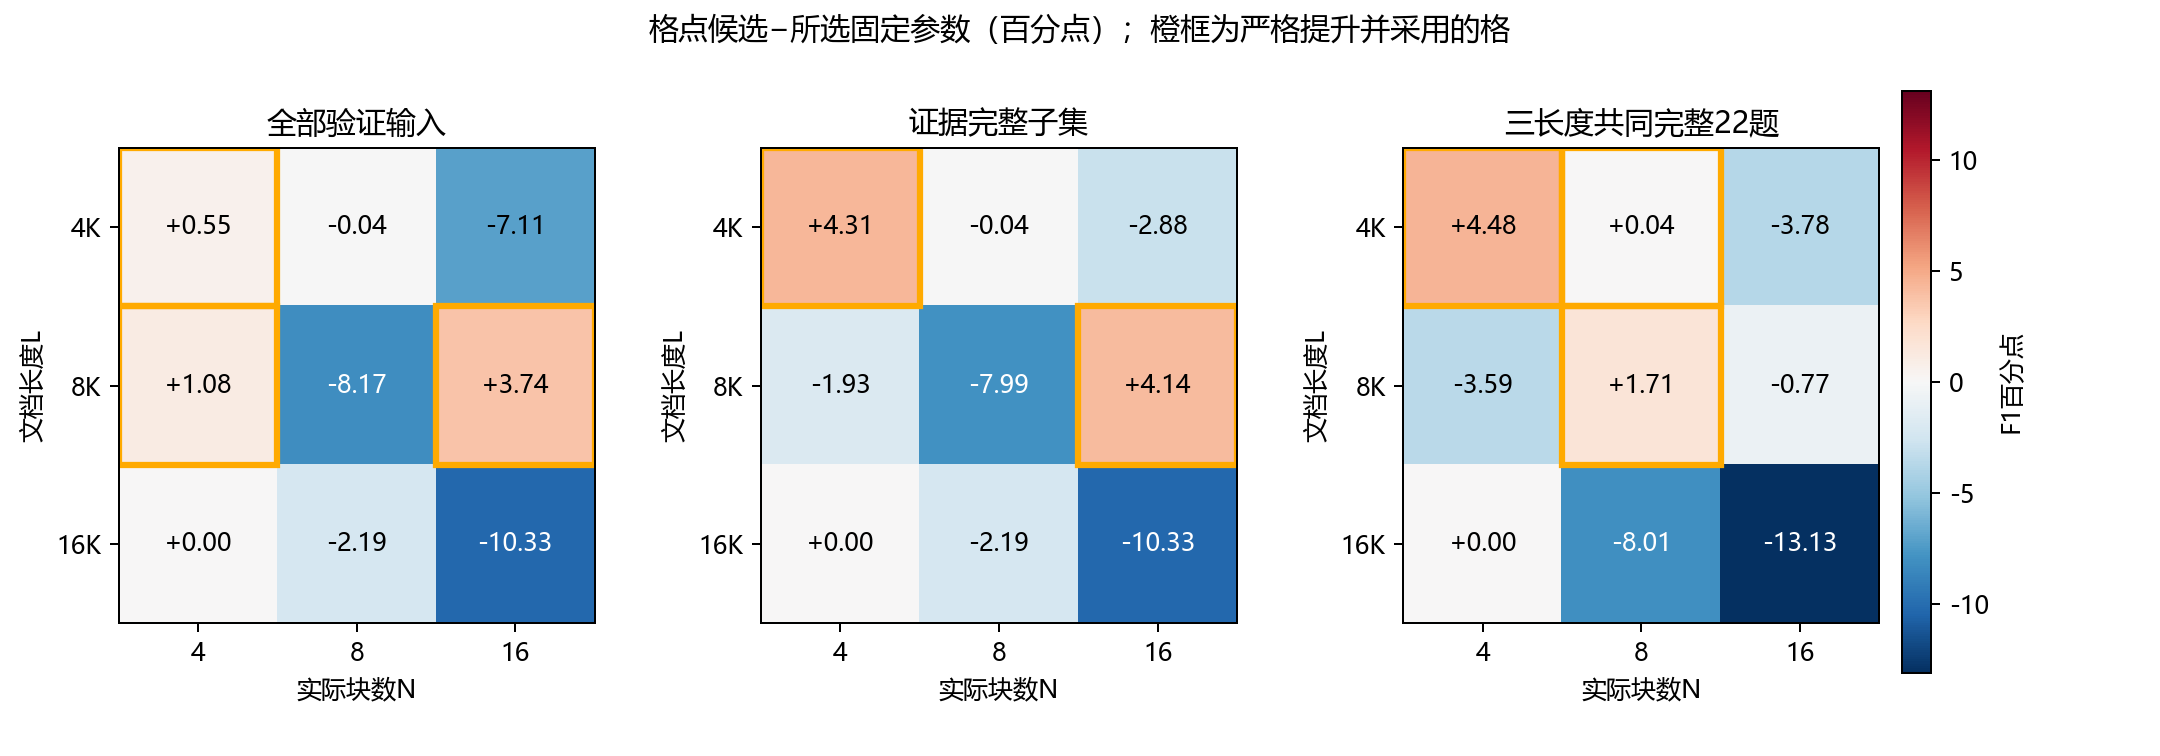 格点候选−所选固定参数（百分点）；橙框为严格提升并采用的格
全部验证输入
文档长度L
4K
+0.55
-0.04
-7.11
8K
+1.08
-8.17
+3.74
16K
+0.00
-2.19
-10.33
4
8
16
实际块数N
证据完整子集
文档长度L
4K
+4.31
-0.04
-2.88
8K
-1.93
-7.99
+4.14
16K
+0.00
-2.19
-10.33
4
8
16
实际块数N
三长度共同完整22题
文档长度L
4K
+4.48
+0.04
-3.78
8K
-3.59
+1.71
-0.77
16K
+0.00
-8.01
-13.13
4
8
16
实际块数N
10
5
0
-5
-10
F1百分点